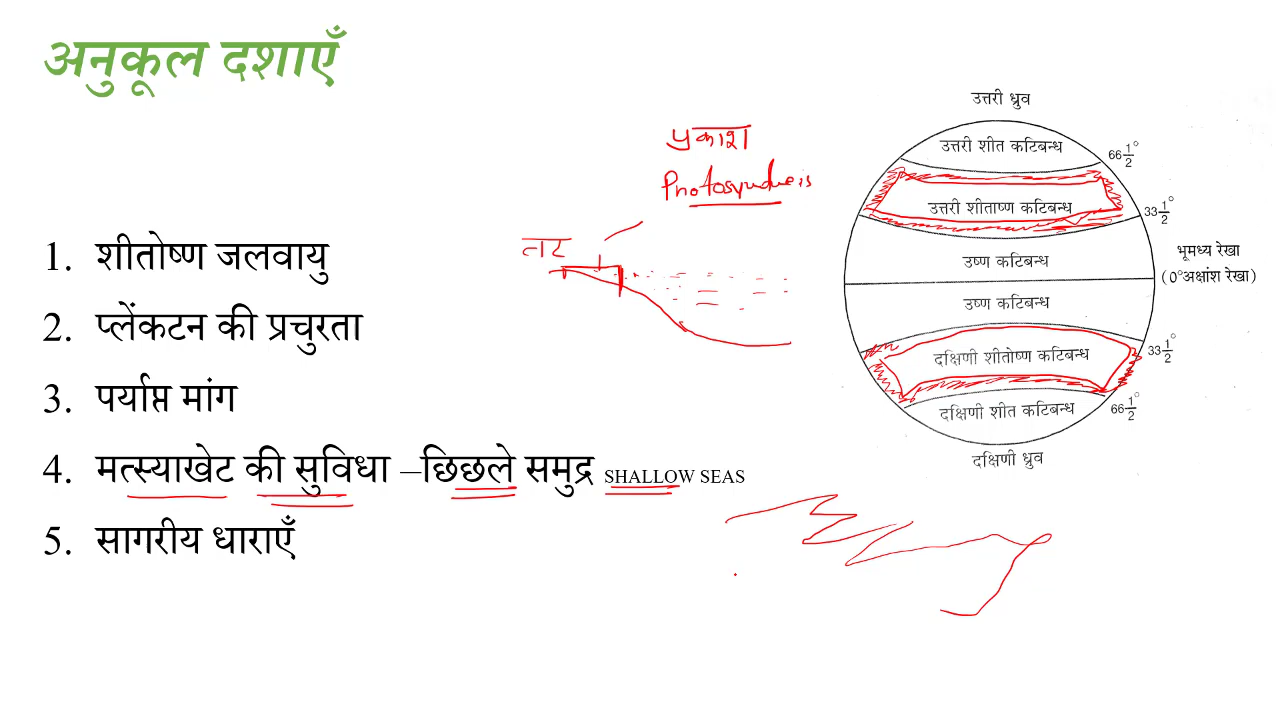 अनुकूल दशाएँ
1. शीतोष्ण जलवायु
2. प्लेंकटन की प्रचुरता
3. पर्याप्त मांग
4. मत्स्याखेट की सुविधा –छिछले समुद्र SHALLOW SEAS
5. सागरीय धाराएँ
प्रकाश
Photosynthesis
तट
उत्तरी ध्रुव
उत्तरी शीत कटिबन्ध
66 1/2°
उत्तरी शीताष्ण कटिबन्ध
33 1/2°
उष्ण कटिबन्ध
भूमध्य रेखा
(0°अक्षांश रेखा)
उष्ण कटिबन्ध
दक्षिणी शीतोष्ण कटिबन्ध
33 1/2°
दक्षिणी शीत कटिबन्ध
66 1/2°
दक्षिणी ध्रुव